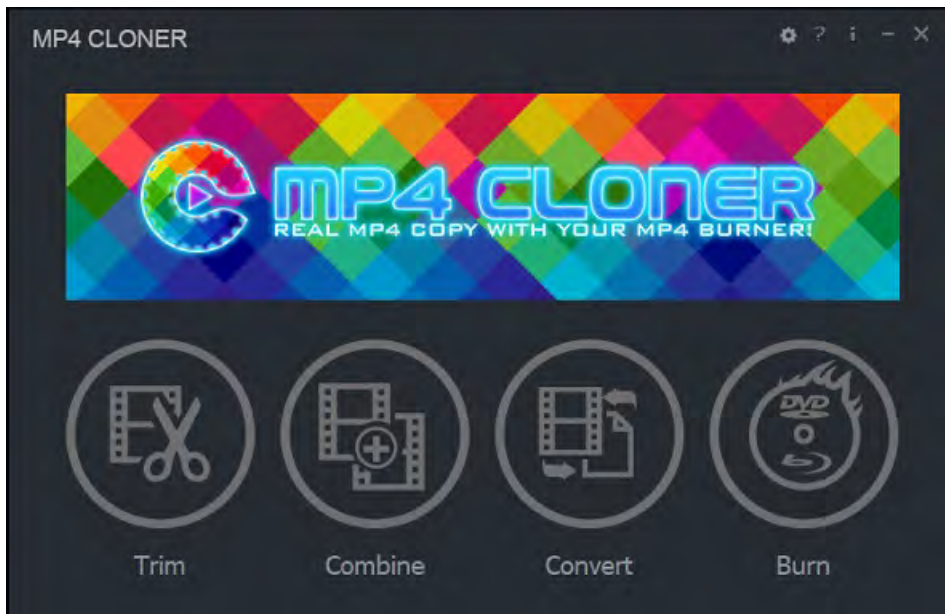 MP4 CLONER
? i
MP4 CLONER
REAL MP4 COPY WITH YOUR MP4 BURNER!
DVD
Trim
Combine
Convert
Burn